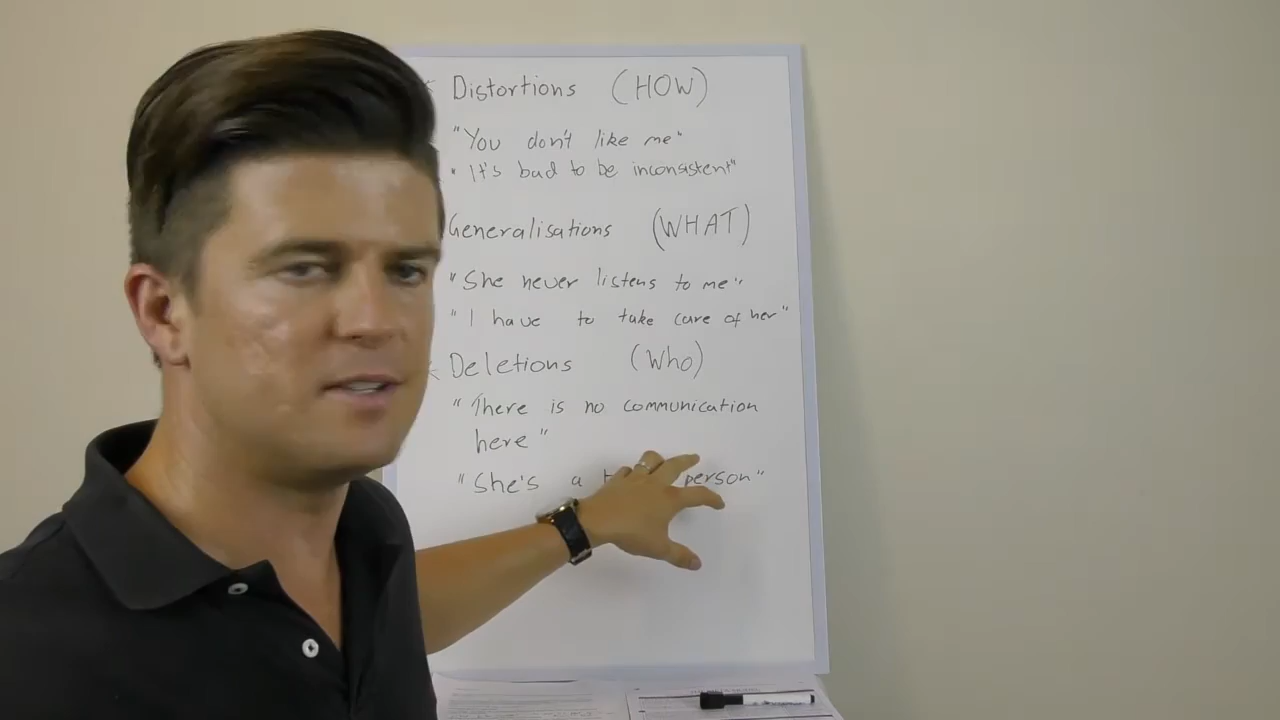 Distortions (HOW)
"You don't like me"
"It's bad to be inconsistent"
Generalisations (WHAT)
"She never listens to me"
"I have to take care of her"
Deletions (Who)
"There is no communication
here"
"She's a person"